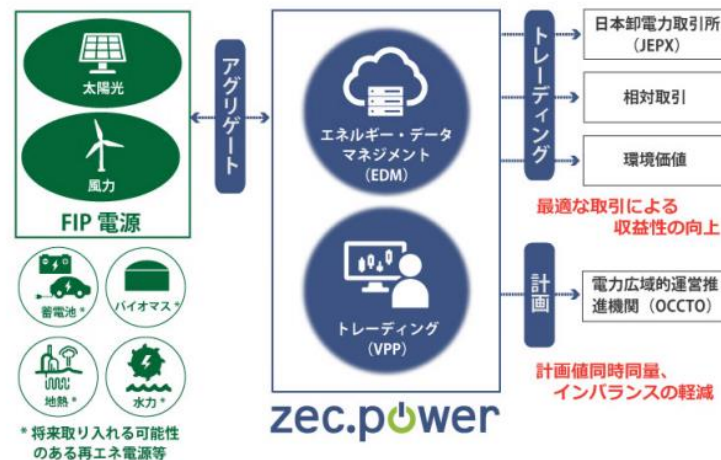 太陽光
風力
FIP 電源
蓄電池 *
バイオマス *
地熱 *
水力 *
* 将来取り入れる可能性
のある再エネ電源等
アグリゲート
エネルギー・データ
マネジメント
(EDM)
トレーディング
(VPP)
zec.power
トレーディング
日本卸電力取引所
(JEPX)
相対取引
環境価値
最適な取引による
収益性の向上
計画
電力広域的運営推
進機関 (OCCTO)
計画値同時同量、
インバランスの軽減